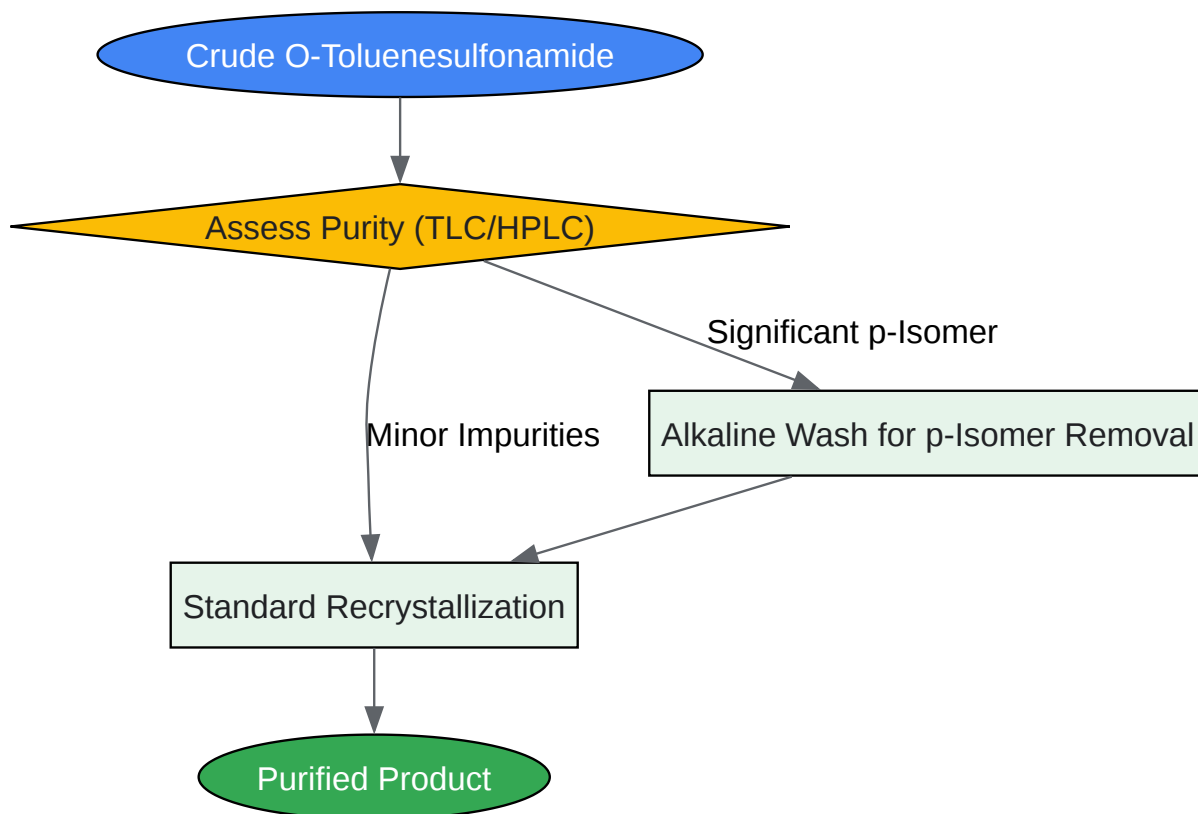 Crude O-Toluenesulfonamide
Assess Purity (TLC/HPLC)
Significant p-Isomer
Minor Impurities
Alkaline Wash for p-Isomer Removal
Standard Recrystallization
Purified Product